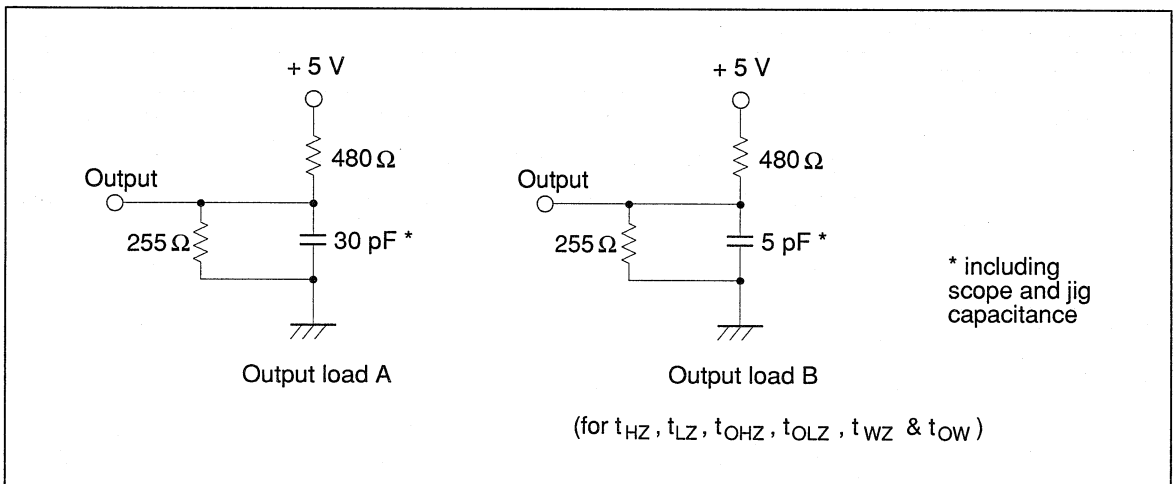 + 5 V
480 Ω
Output
255 Ω
30 pF *
Output load A
+ 5 V
480 Ω
Output
255 Ω
5 pF *
Output load B
(for tHZ , tLZ , tOHZ , tOLZ , tWZ & tOW )
* including
scope and jig
capacitance